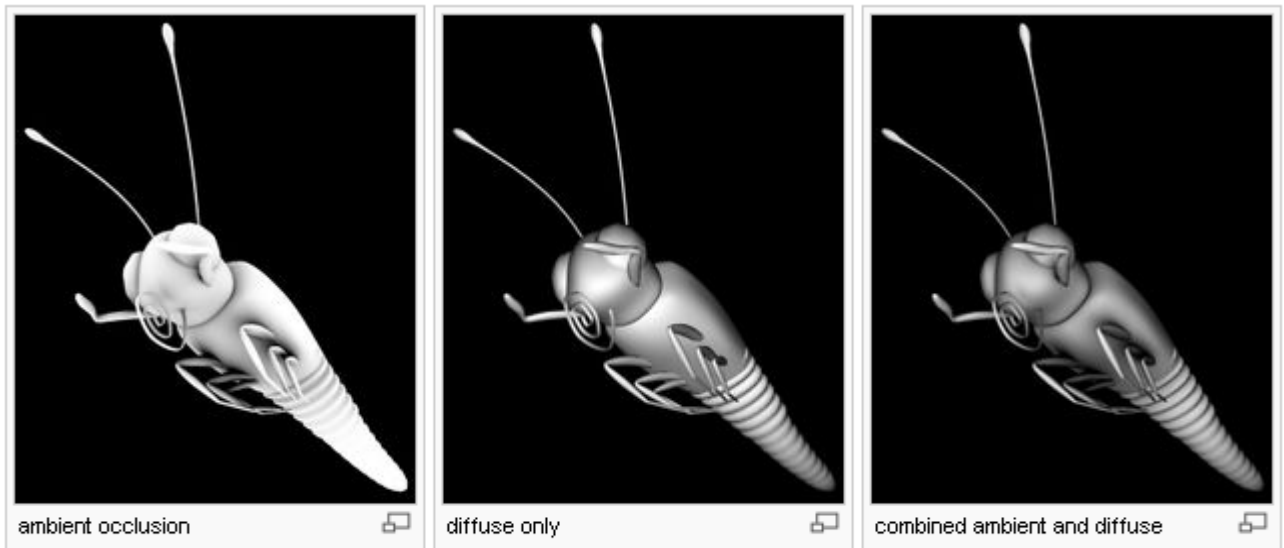 ambient occlusion
diffuse only
combined ambient and diffuse